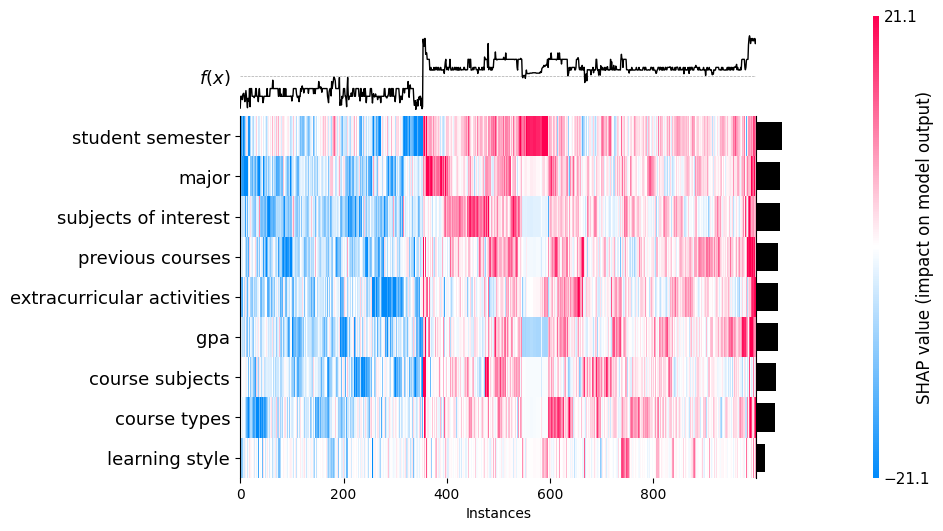 21.1
f(x)
student semester
major
subjects of interest
previous courses
extracurricular activities
gpa
course subjects
course types
learning style
0
200
400
600
800
Instances
SHAP value (impact on model output)
−21.1